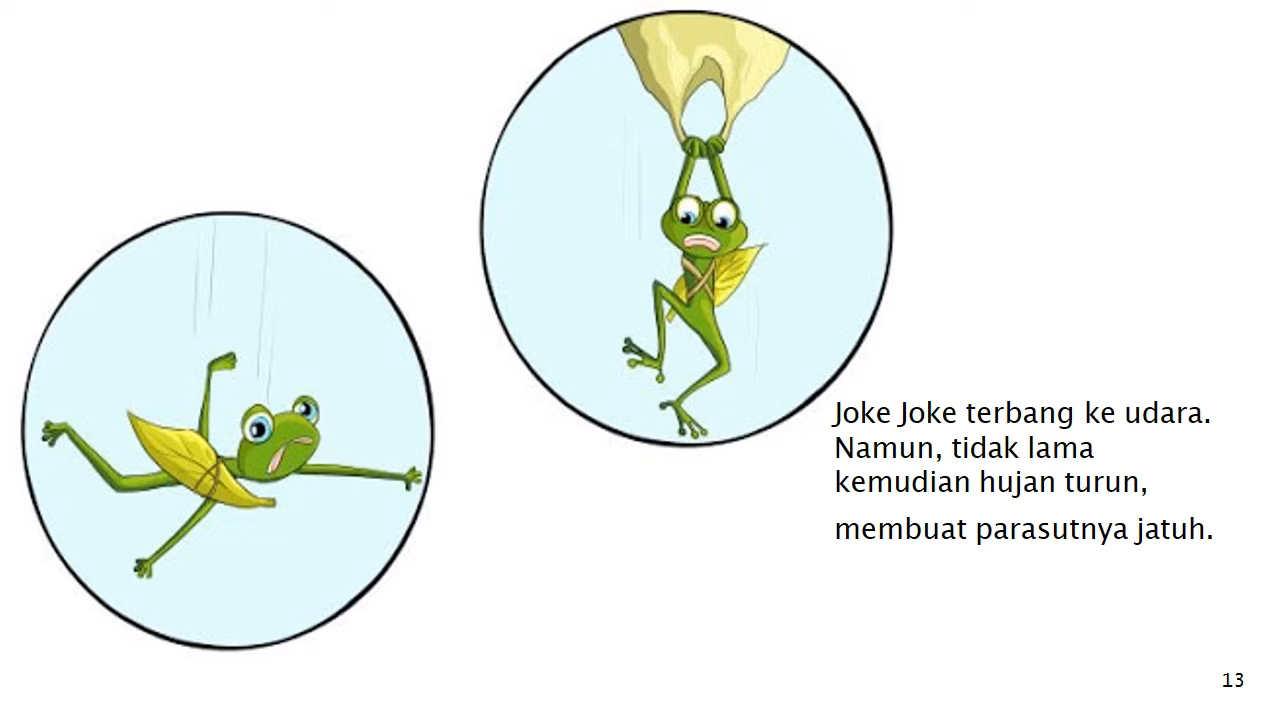 Joke Joke terbang ke udara.
Namun, tidak lama
kemudian hujan turun,
membuat parasutnya jatuh.
13